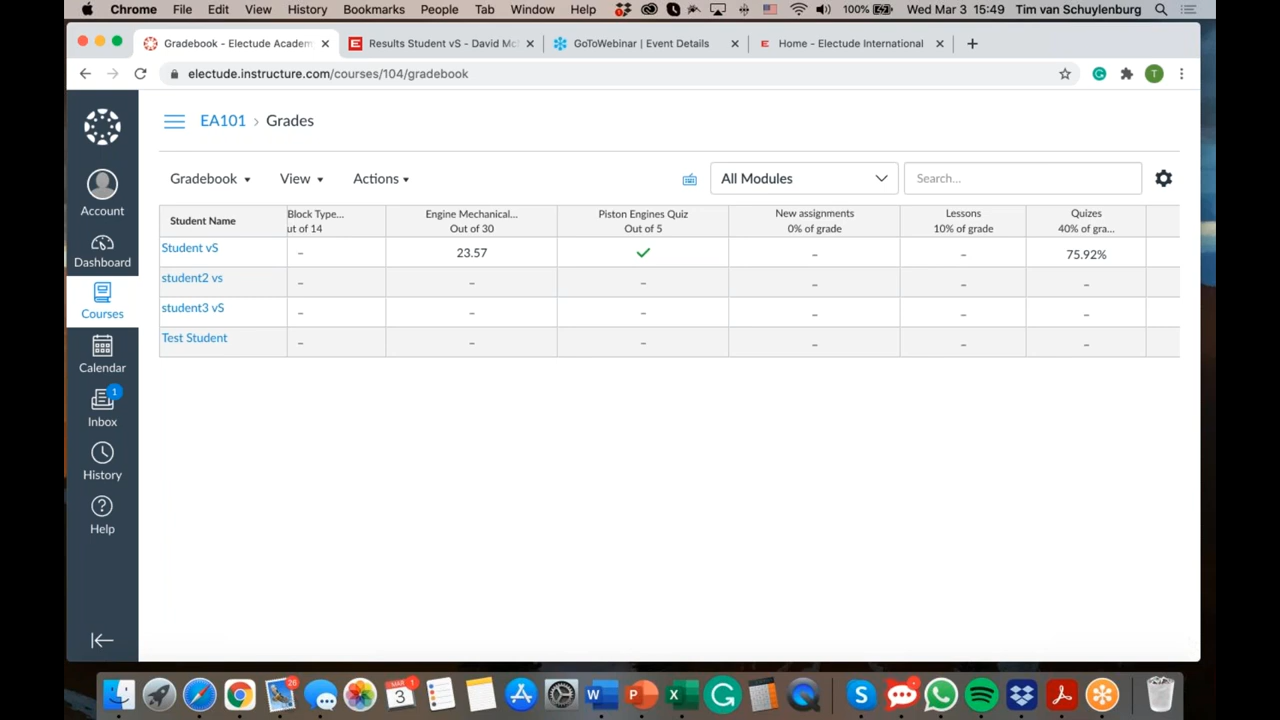 Chrome File Edit View History Bookmarks People Tab Window Help 100% Wed Mar 3 15:49 Tim van Schuylenburg
Gradebook - Electude Academ Results Student vS - David Mc GoToWebinar | Event Details Home - Electude International
electude.instructure.com/courses/104/gradebook T
EA101 > Grades
Gradebook View Actions All Modules Search...
Account
Dashboard
Courses
Calendar
1
Inbox
History
Help
Student Name
Block Type...
ut of 14
Engine Mechanical...
Out of 30
Piston Engines Quiz
Out of 5
New assignments
0% of grade
Lessons
10% of grade
Quizes
40% of gra...
Student vS – 23.57 – – 75.92%
student2 vs – – – – – –
student3 vS – – – – – –
Test Student – – – – – –
26 MAR 3 1 W P X G S A